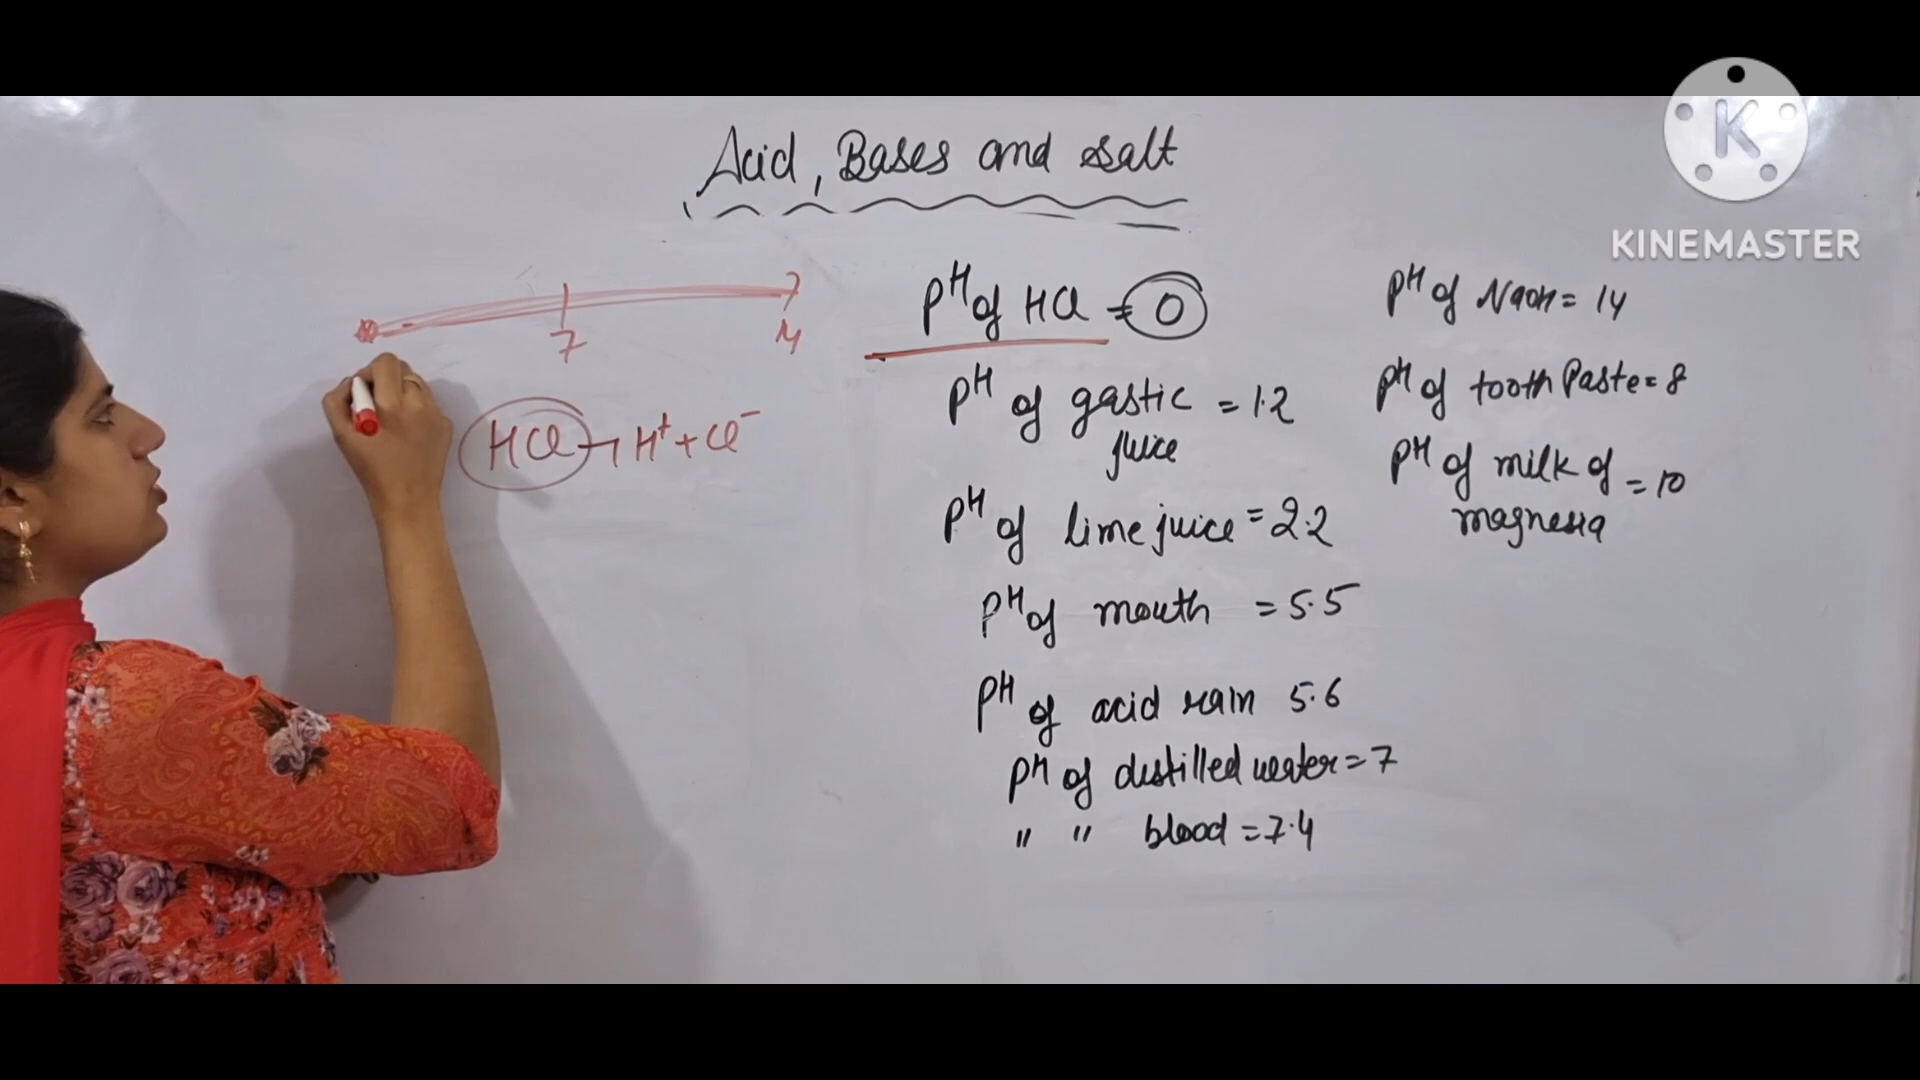 Acid, Bases and salt
7
14
HCl → H⁺ + Cl⁻
pH of HCl = 0
pH of gastic = 1.2
juice
pH of lime juice = 2.2
pH of mouth = 5.5
pH of acid rain 5.6
pH of distilled water = 7
" " blood = 7.4
pH of NaOH = 14
pH of tooth Paste = 8
pH of milk of = 10
magnesia
K
KINEMASTER